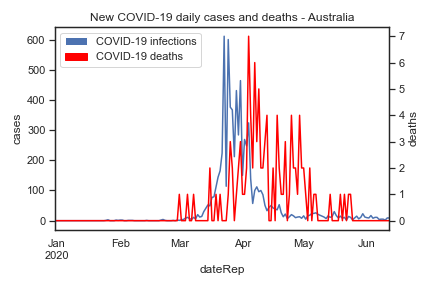 New COVID-19 daily cases and deaths - Australia
COVID-19 infections
COVID-19 deaths
600
500
400
300
200
100
0
cases
7
6
5
4
3
2
1
0
deaths
Jan Feb Mar Apr May Jun
2020
dateRep